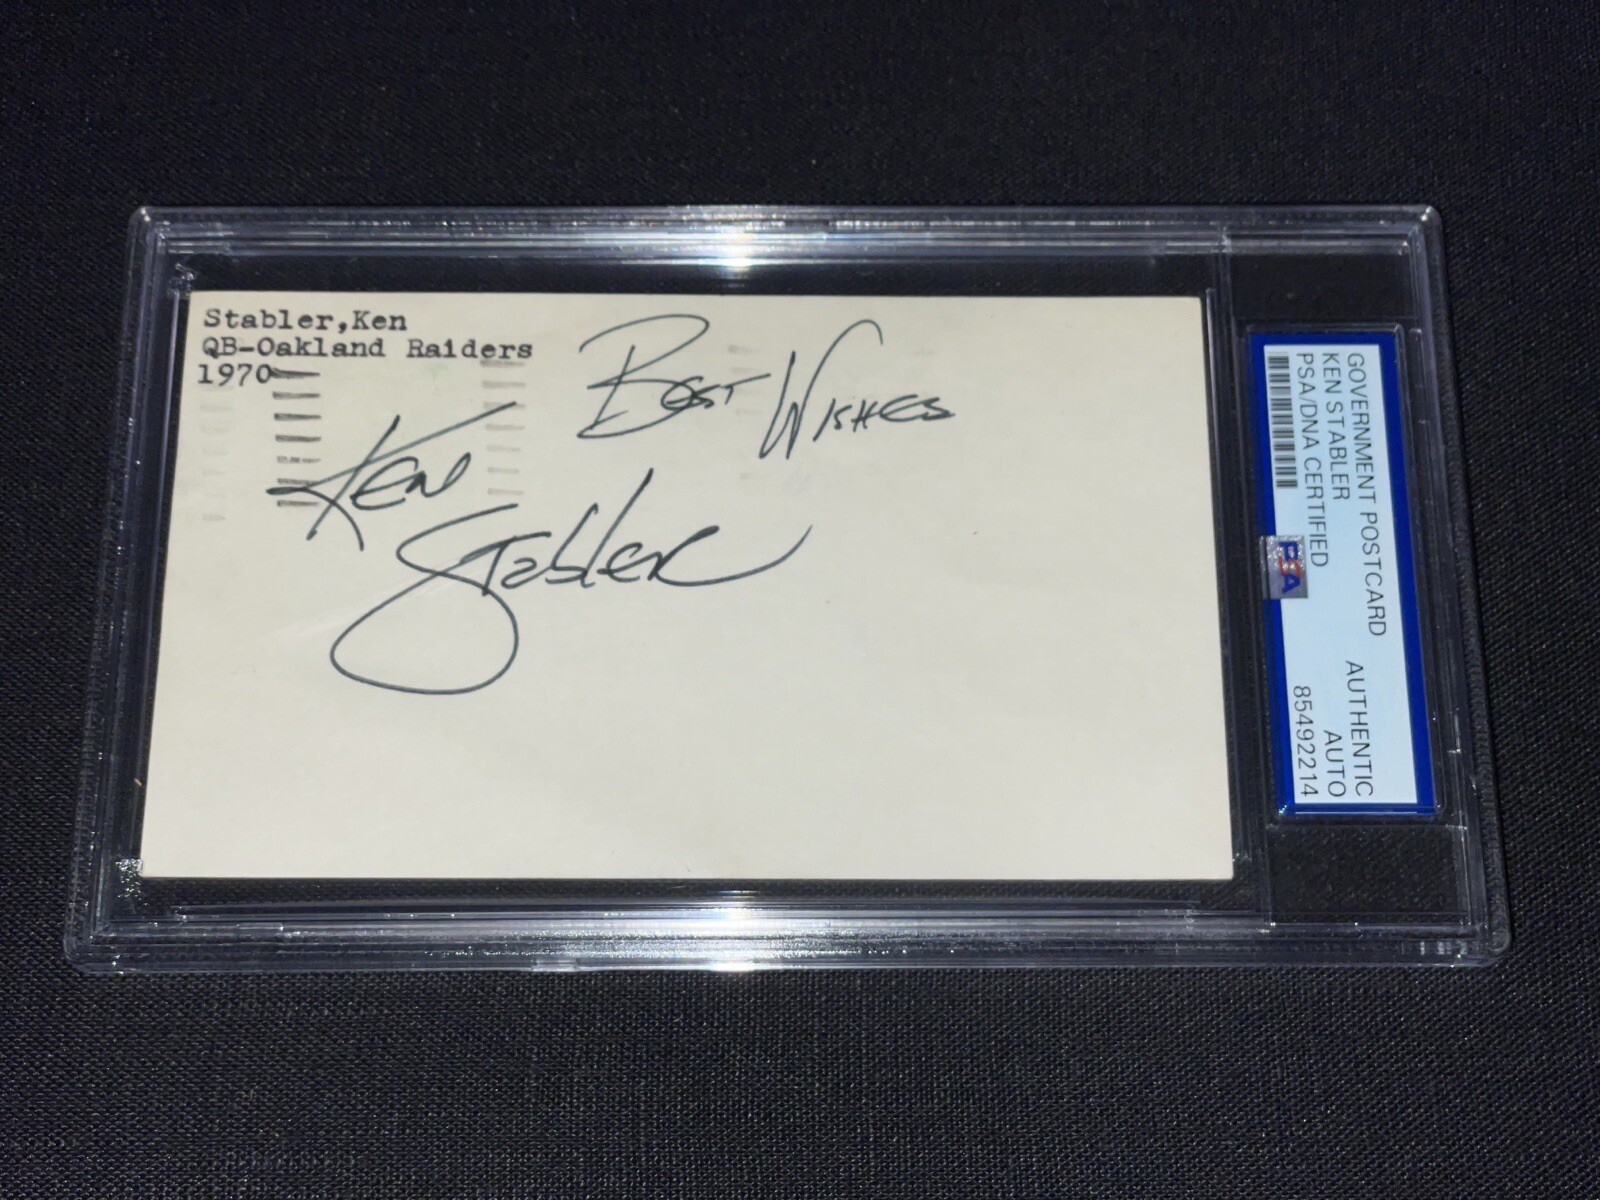 Stabler,Ken
QB-Oakland Raiders
1970
Best Wishes
Ken
Stabler
GOVERNMENT POSTCARD
KEN STABLER
PSA/DNA CERTIFIED
AUTHENTIC
AUTO
85492214
PSA